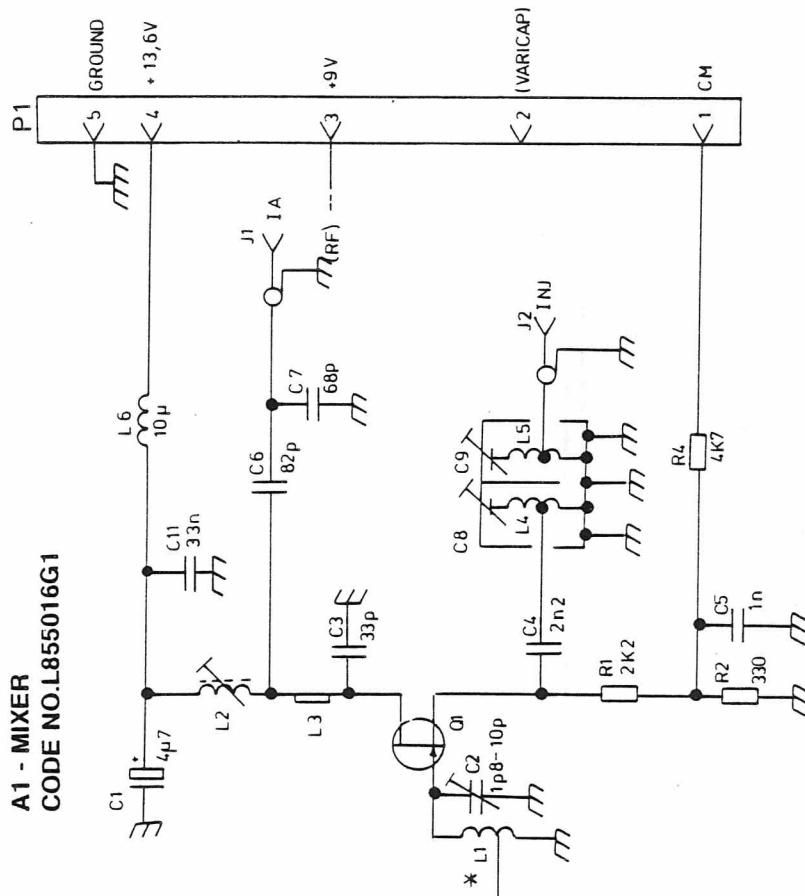 A1 - MIXER
CODE NO.L855016G1
P1
5
GROUND
4
+ 13,6V
3
+9V
2
(VARICAP)
1
CM
L6
10µ
C11
33n
C1
+
4µ7
J1
IA
(RF)
C7
68p
C6
82p
L2
L3
C3
33p
Q1
C2
1p8-10p
L1
*
J2
INJ
C9
L5
C8
L4
C4
2n2
R4
4K7
R1
2K2
R2
330
C5
1n